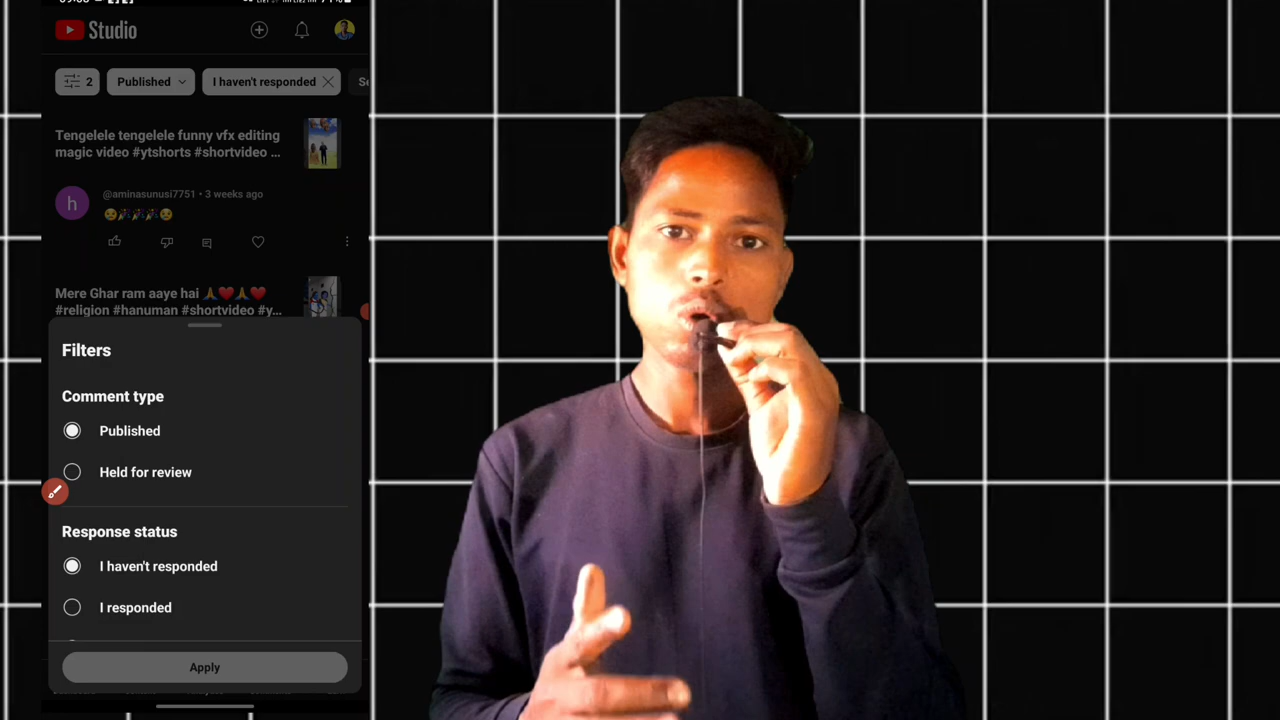 Studio
2
Published
I haven't responded
Tengelele tengelele funny vfx editing
magic video #ytshorts #shortvideo ...
h
@aminasunusi7751 • 3 weeks ago
😣🎉🎉🎉😣
Mere Ghar ram aaye hai 🙏❤️🙏❤️
#religion #hanuman #shortvideo #y...
Filters
Comment type
Published
Held for review
Response status
I haven't responded
I responded
Apply